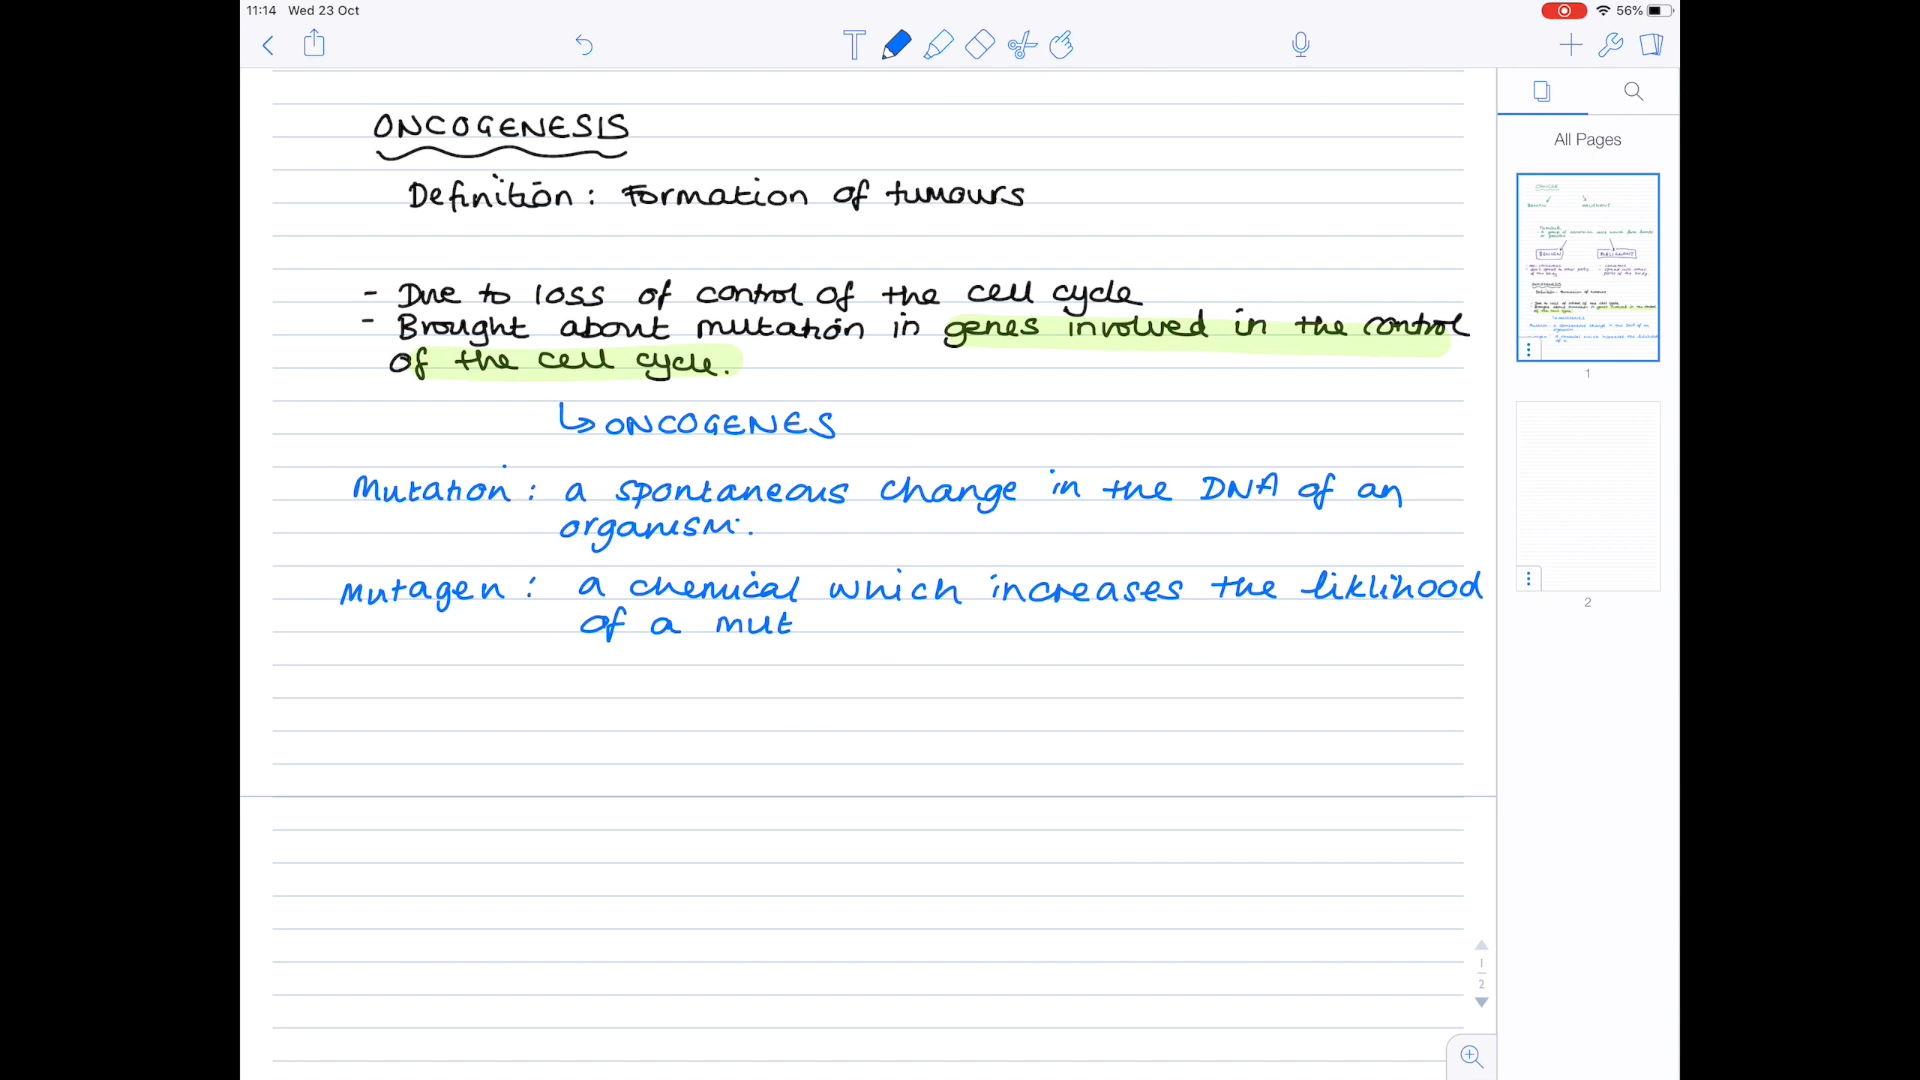 11:14 Wed 23 Oct
56%
ONCOGENESIS
Definition: Formation of tumours
- Due to loss of control of the cell cycle
- Brought about mutation in genes involved in the control
of the cell cycle.
↳ ONCOGENES
Mutation: a spontaneous change in the DNA of an
organism.
Mutagen: a chemical which increases the liklihood
of a mut
All Pages
1
2
1
2